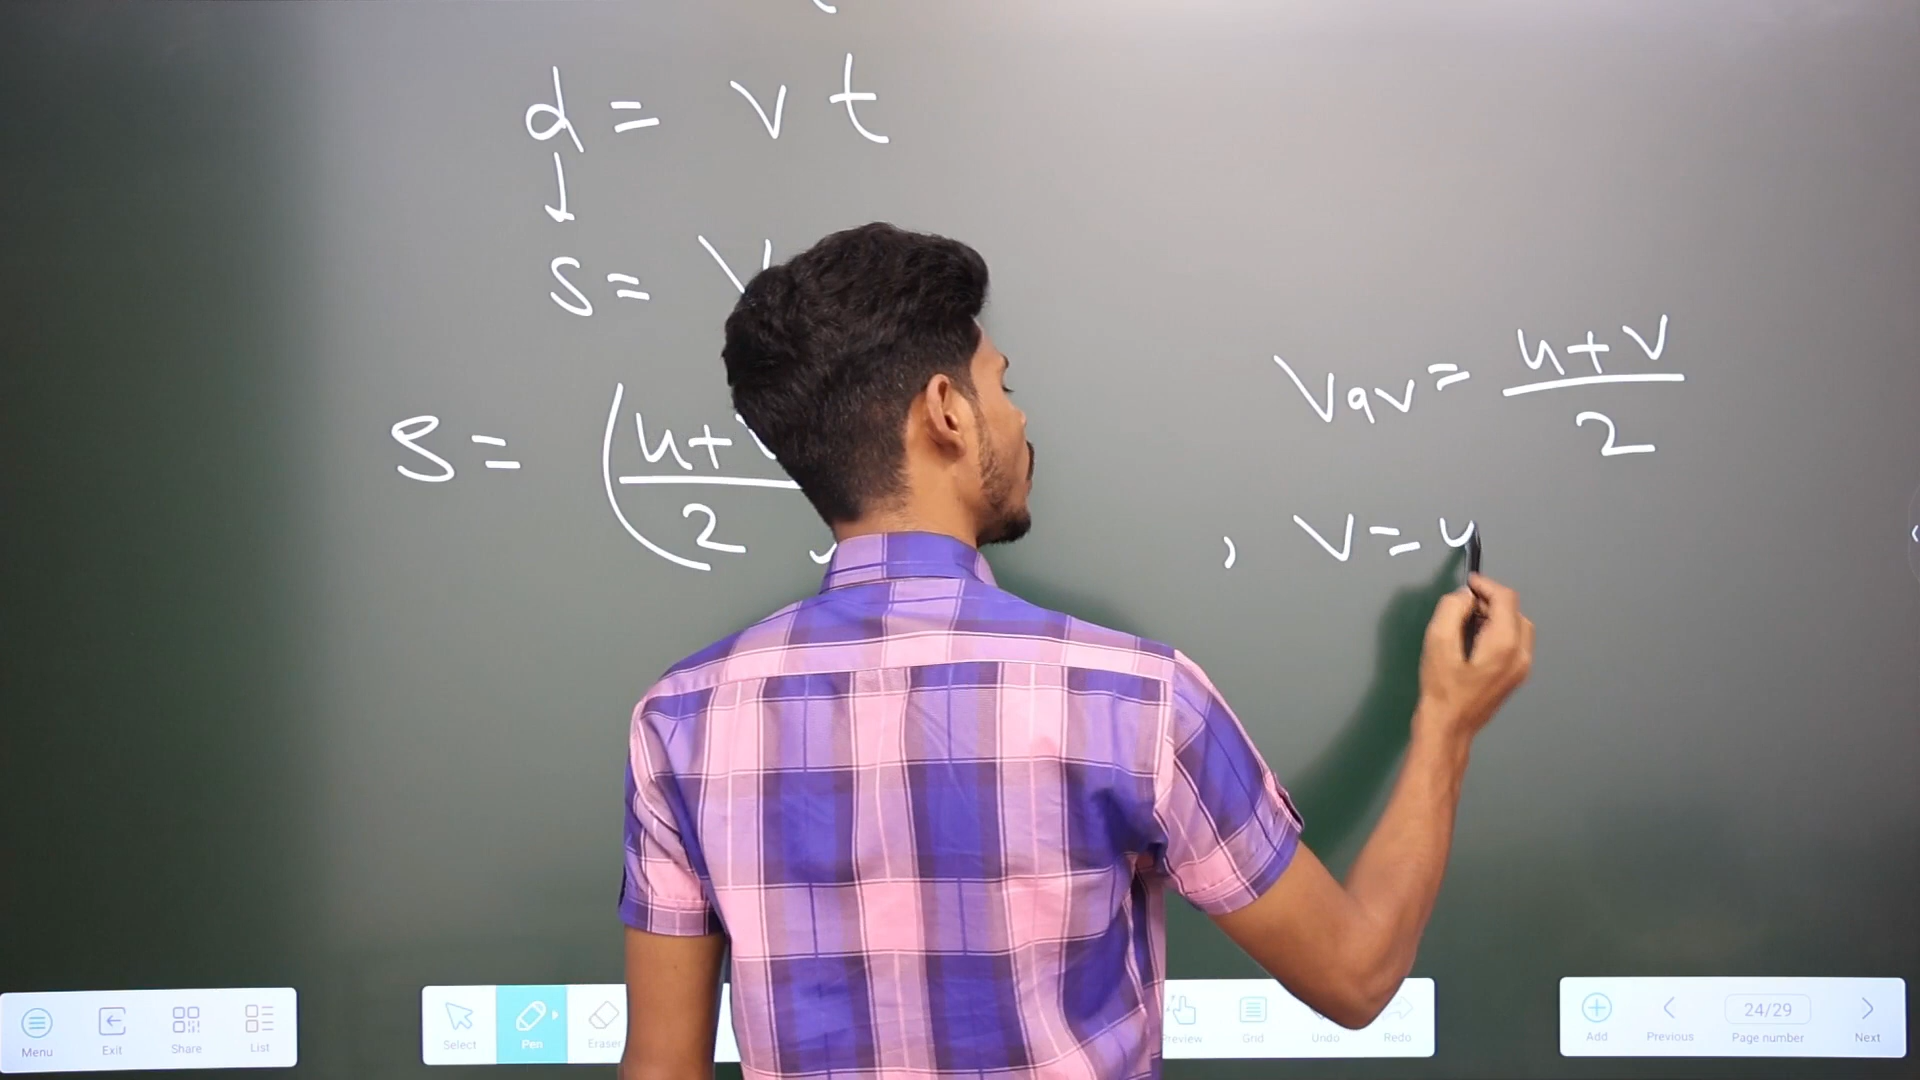 d = v t
s = V
Vav = u+v
2
s = (u+
2
, V = u
Menu
Exit
Share
List
Select
Pen
Eraser
Preview
Grid
Undo
Redo
Add
Previous
24/29
Page number
Next